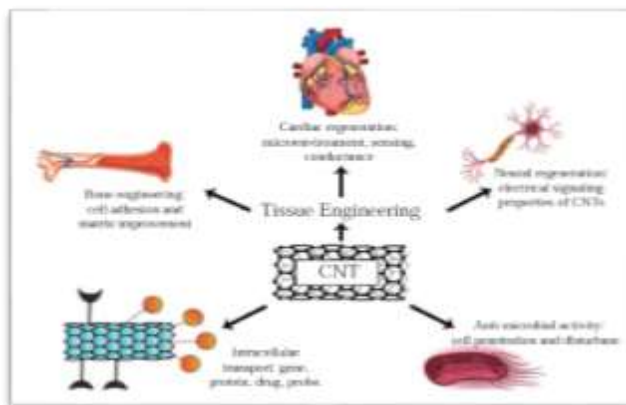 Cardiac regeneration:
microenvironment, sensing,
conductance
Neural regeneration:
electrical signaling
properties of CNTs
Bone engineering:
cell adhesion and
matrix improvement
Tissue Engineering
CNT
Intracellular
transport: gene,
protein, drug, probe.
Anti-microbial activity:
cell penetration and disturbance